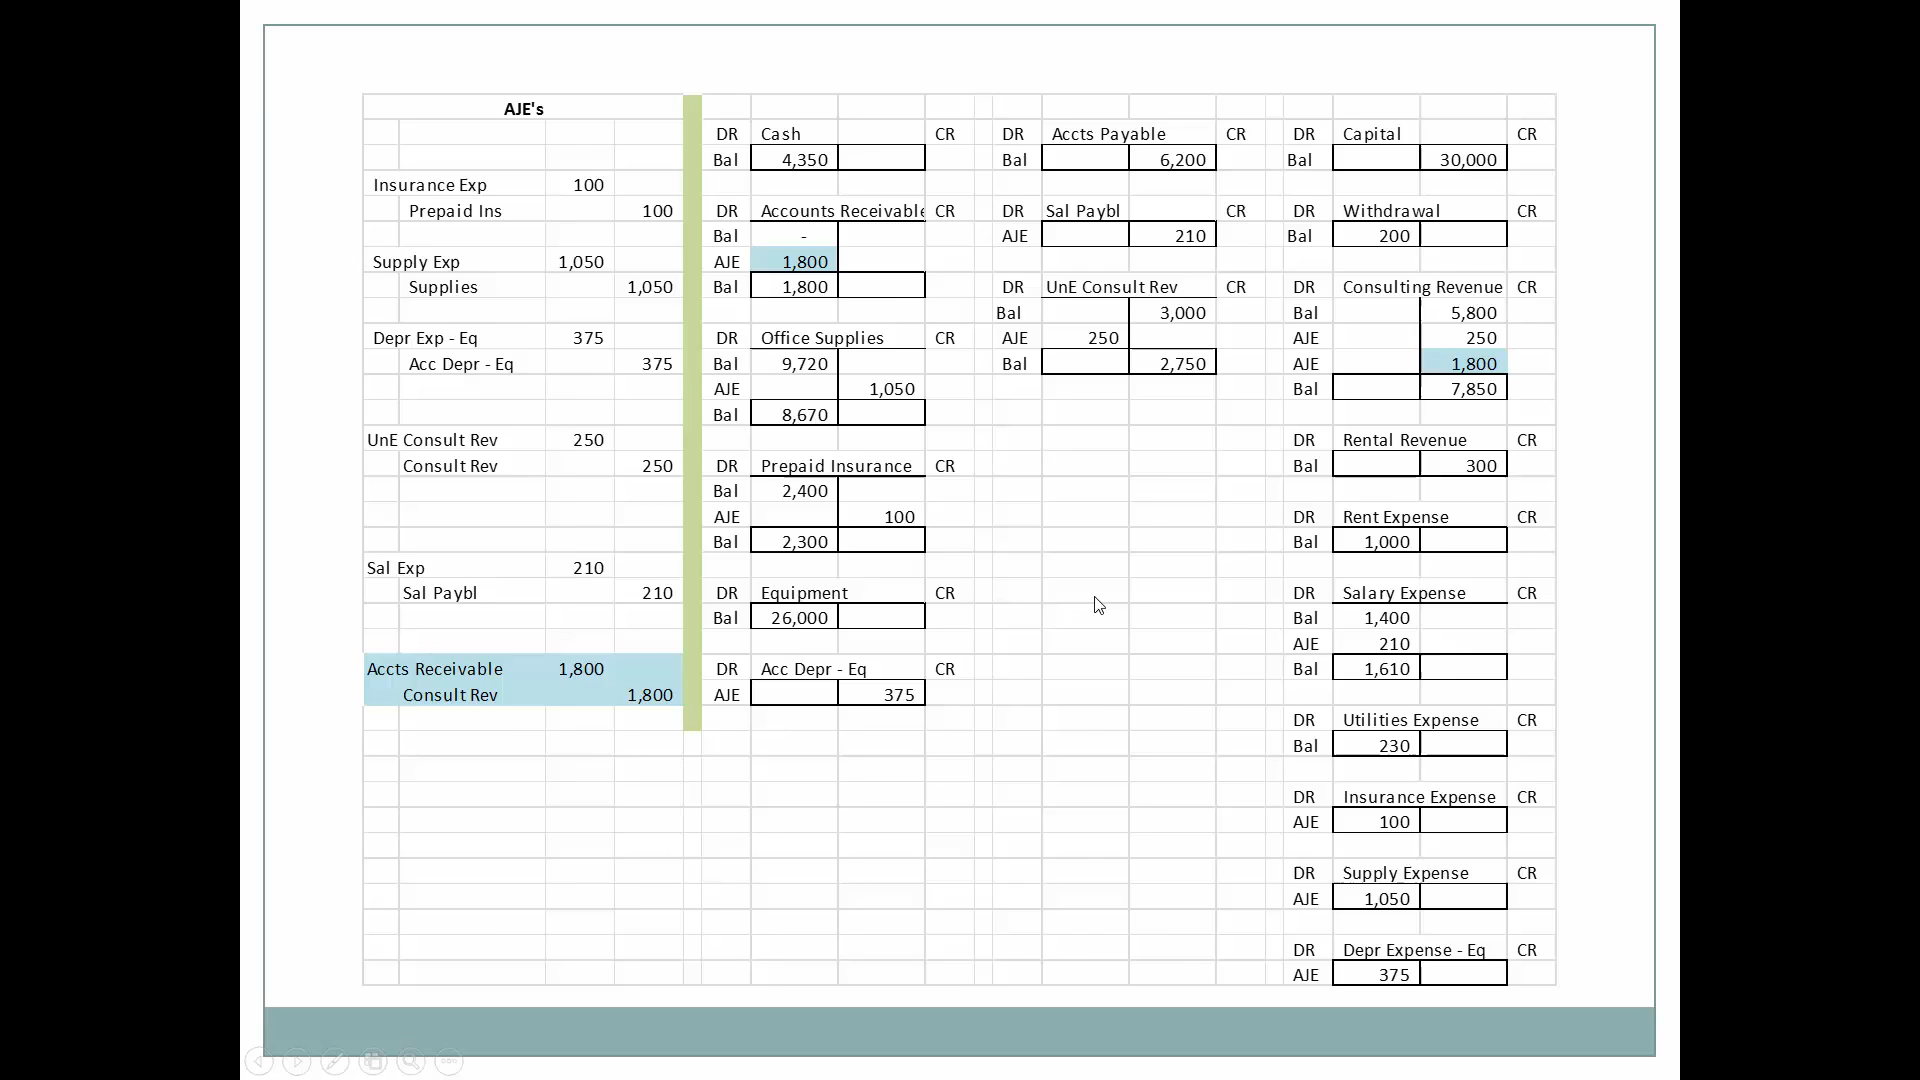 AJE's
Insurance Exp 100
Prepaid Ins 100
Supply Exp 1,050
Supplies 1,050
Depr Exp - Eq 375
Acc Depr - Eq 375
UnE Consult Rev 250
Consult Rev 250
Sal Exp 210
Sal Paybl 210
Accts Receivable 1,800
Consult Rev 1,800
DR Cash CR
Bal 4,350
DR Accounts Receivable CR
Bal -
AJE 1,800
Bal 1,800
DR Office Supplies CR
Bal 9,720
AJE 1,050
Bal 8,670
DR Prepaid Insurance CR
Bal 2,400
AJE 100
Bal 2,300
DR Equipment CR
Bal 26,000
DR Acc Depr - Eq CR
AJE 375
DR Accts Payable CR
Bal 6,200
DR Sal Paybl CR
AJE 210
DR UnE Consult Rev CR
Bal 3,000
AJE 250
Bal 2,750
DR Capital CR
Bal 30,000
DR Withdrawal CR
Bal 200
DR Consulting Revenue CR
Bal 5,800
AJE 250
AJE 1,800
Bal 7,850
DR Rental Revenue CR
Bal 300
DR Rent Expense CR
Bal 1,000
DR Salary Expense CR
Bal 1,400
AJE 210
Bal 1,610
DR Utilities Expense CR
Bal 230
DR Insurance Expense CR
AJE 100
DR Supply Expense CR
AJE 1,050
DR Depr Expense - Eq CR
AJE 375